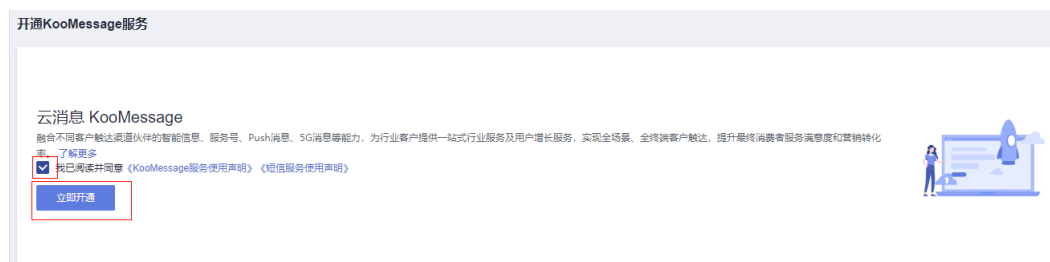 开通KooMessage服务
云消息 KooMessage
融合不同客户触达渠道伙伴的智能信息、服务号、Push消息、5G消息等能力，为行业客户提供一站式行业服务及用户增长服务，实现全场景、全终端客户触达，提升最终消费者服务满意度和营销转化
率。 了解更多
我已阅读并同意《KooMessage服务使用声明》《短信服务使用声明》
立即开通